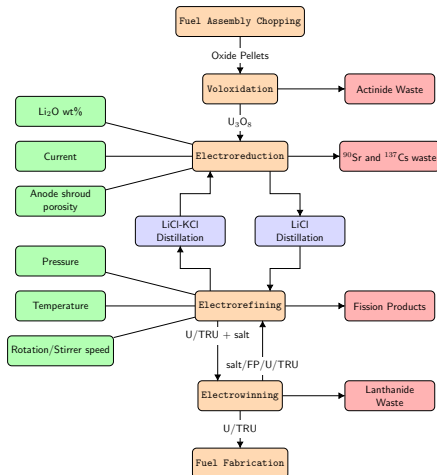 Fuel Assembly Chopping
Oxide Pellets
Voloxidation
Actinide Waste
U₃O₈
Li₂O wt%
Current
Anode shroud
porosity
Electroreduction
⁹⁰Sr and ¹³⁷Cs waste
LiCl-KCl
Distillation
LiCl
Distillation
Pressure
Temperature
Rotation/Stirrer speed
Electrorefining
Fission Products
U/TRU + salt
salt/FP/U/TRU
Electrowinning
Lanthanide
Waste
U/TRU
Fuel Fabrication